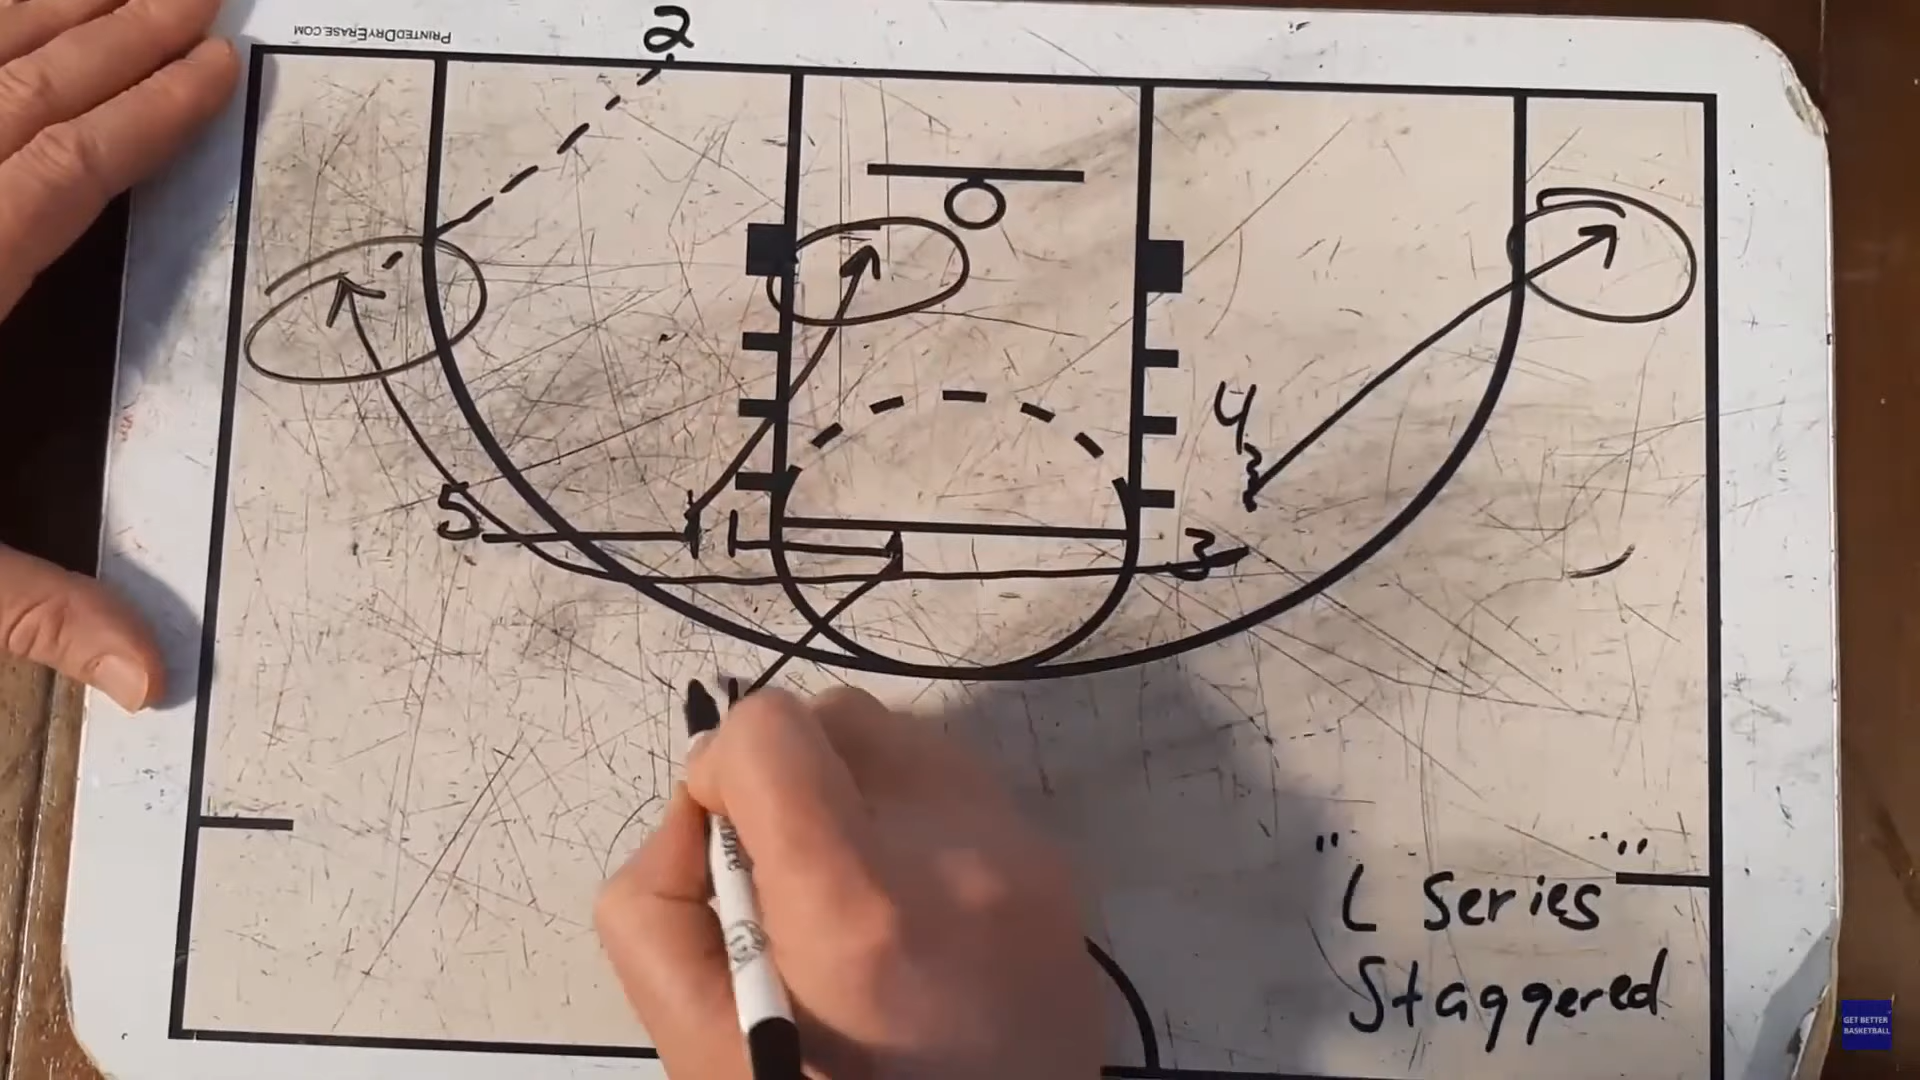 PRINTEDDRYERASE.COM
2
4
5
1
3
"L Series"
Staggered
GET BETTER
BASKETBALL